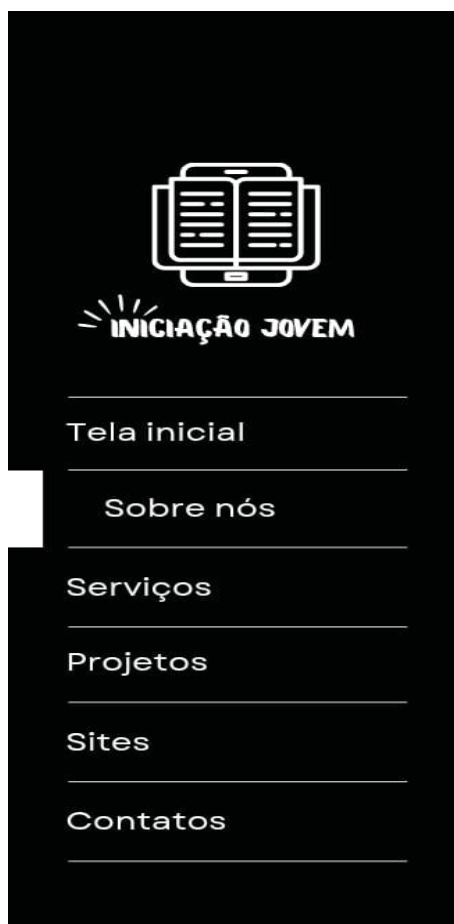 INICIAÇÃO JOVEM
Tela inicial
Sobre nós
Serviços
Projetos
Sites
Contatos